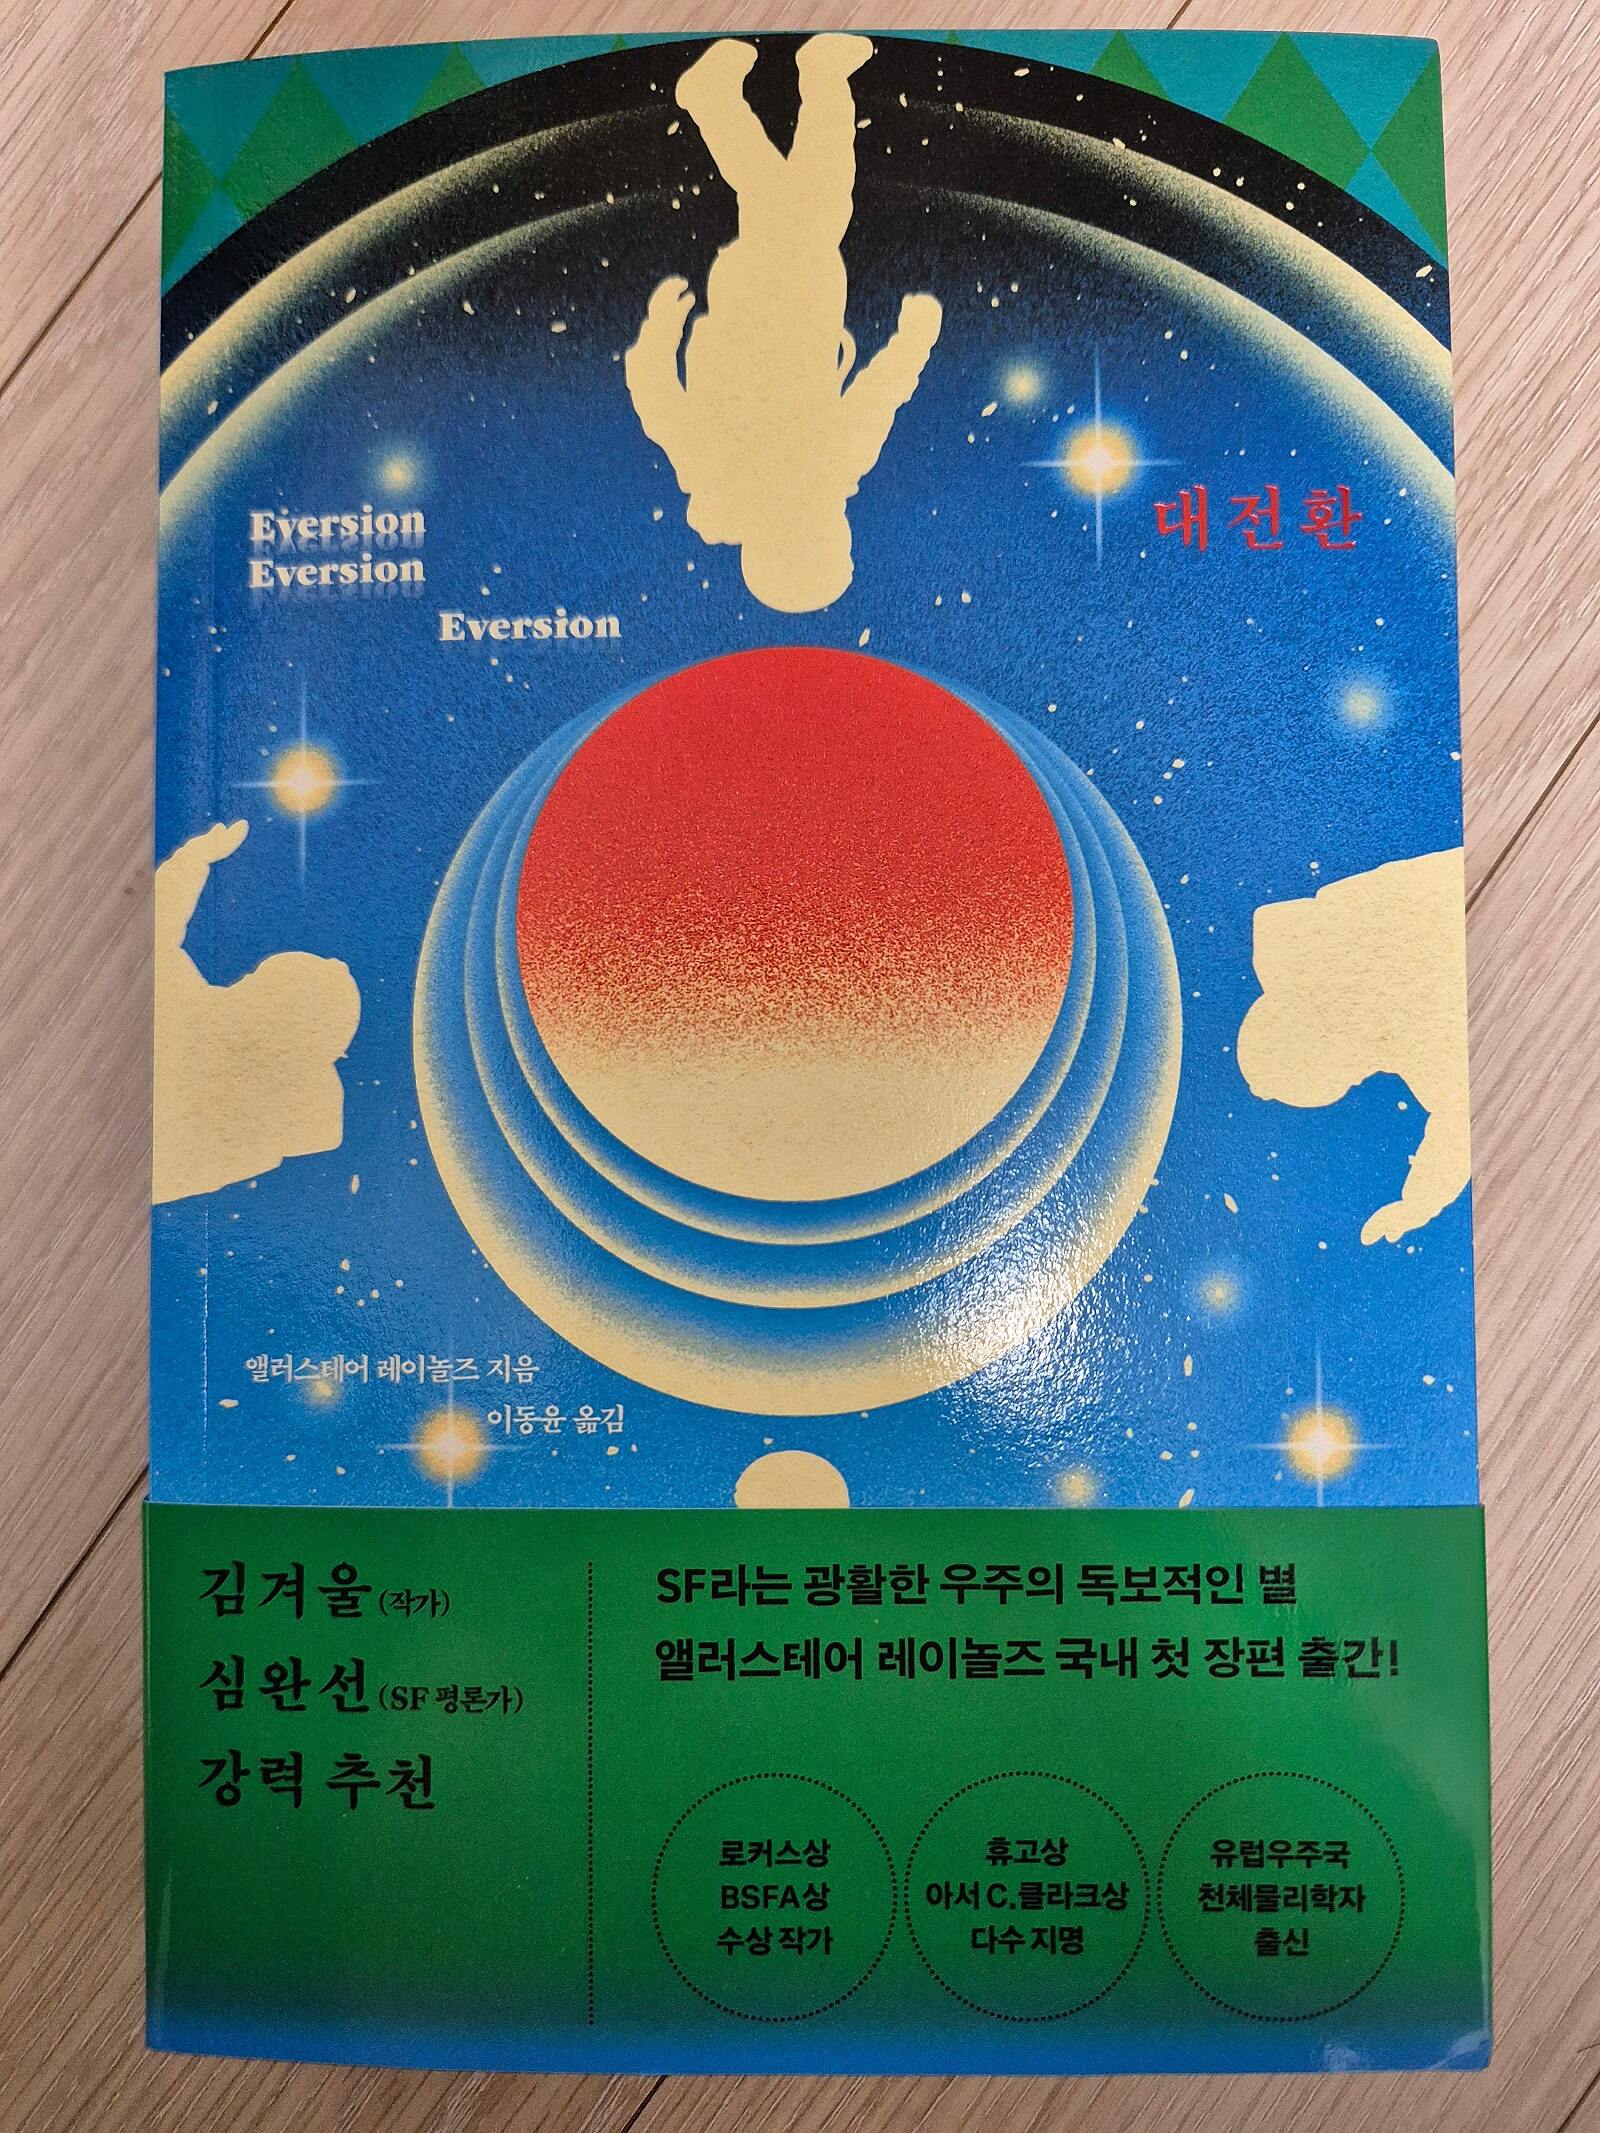 Eversion
Eversion
Eversion
대전환
앨러스테어 레이놀즈 지음
이동윤 옮김
김겨울 (작가)
심완선 (SF 평론가)
강력 추천
SF라는 광활한 우주의 독보적인 별
앨러스테어 레이놀즈 국내 첫 장편 출간!
로커스상
BSFA상
수상 작가
휴고상
아서 C.클라크상
다수 지명
유럽우주국
천체물리학자
출신